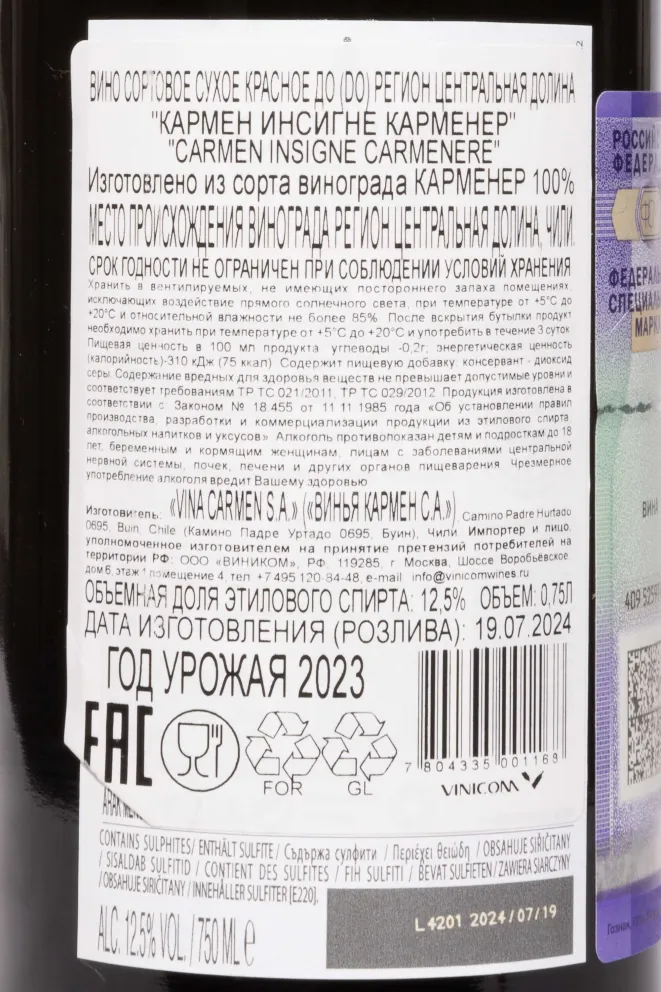 ВИНО СОРТОВОЕ СУХОЕ КРАСНОЕ ДО (DO) РЕГИОН ЦЕНТРАЛЬНАЯ ДОЛИНА
"КАРМЕН ИНСИГНЕ КАРМЕНЕР"
"CARMEN INSIGNE CARMENERE"
Изготовлено из сорта винограда КАРМЕНЕР 100%
МЕСТО ПРОИСХОЖДЕНИЯ ВИНОГРАДА РЕГИОН ЦЕНТРАЛЬНАЯ ДОЛИНА, ЧИЛИ.
СРОК ГОДНОСТИ НЕ ОГРАНИЧЕН ПРИ СОБЛЮДЕНИИ УСЛОВИЙ ХРАНЕНИЯ
Хранить в вентилируемых, не имеющих постороннего запаха помещениях,
исключающих воздействие прямого солнечного света, при температуре от +5°С до
+20°С и относительной влажности не более 85% После вскрытия бутылки продукт
необходимо хранить при температуре от +5°С до +20°С и употребить в течение 3 суток
Пищевая ценность в 100 мл продукта углеводы -0,2г; энергетическая ценность
(калорийность)-310 кДж (75 ккал) Содержит пищевую добавку: консервант - диоксид
серы. Содержание вредных для здоровья веществ не превышает допустимые уровни и
соответствует требованиям ТР ТС 021/2011, ТР ТС 029/2012. Продукция изготовлена в
соответствии с Законом № 18.455 от 11 11 1985 года «Об установлении правил
производства, разработки и коммерциализации продукции из этилового спирта,
алкогольных напитков и уксусов» Алкоголь противопоказан детям и подросткам до 18
лет, беременным и кормящим женщинам, лицам с заболеваниями центральной
нервной системы, почек, печени и других органов пищеварения. Чрезмерное
употребление алкоголя вредит Вашему здоровью
Изготовитель: «VINA CARMEN S.A.» («ВИНЬЯ КАРМЕН С.А.»), Camino Padre Hurtado
0695, Buin, Chile (Камино Падре Уртадо 0695, Буин), Чили Импортер и лицо,
уполномоченное изготовителем на принятие претензий потребителей на
территории РФ: ООО «ВИНИКОМ», РФ, 119285, г Москва, Шоссе Воробьёвское,
дом 6, этаж 1 помещение 4, тел +7 495 120-84-48, e-mail info@vinicomwines.ru
ОБЪЕМНАЯ ДОЛЯ ЭТИЛОВОГО СПИРТА: 12,5% ОБЪЕМ: 0,75Л
ДАТА ИЗГОТОВЛЕНИЯ (РОЗЛИВА): 19.07.2024
ГОД УРОЖАЯ 2023
EAC
FOR
GL
7 804335 001169
VINICOM
CONTAINS SULPHITES/ ENTHÄLT SULFITE/ Съдържа сулфити / Περιέχει θειώδη / OBSAHUJE SIŘIČITANY
/ SISALDAB SULFITID / CONTIENT DES SULFITES / FIH SULFITI / BEVAT SULFIETEN / ZAWIERA SIARCZYNY
/ OBSAHUJE SIRIČITANY / INNEHÅLLER SULFITER [E220].
ALC. 12.5% VOL. / 750 ML e
L4201 2024/07/19
РОССИЙС
ФЕДЕРА
ФЕДЕРАЛЬ
СПЕЦИАЛ
МАРК
ВИНА
409 5259